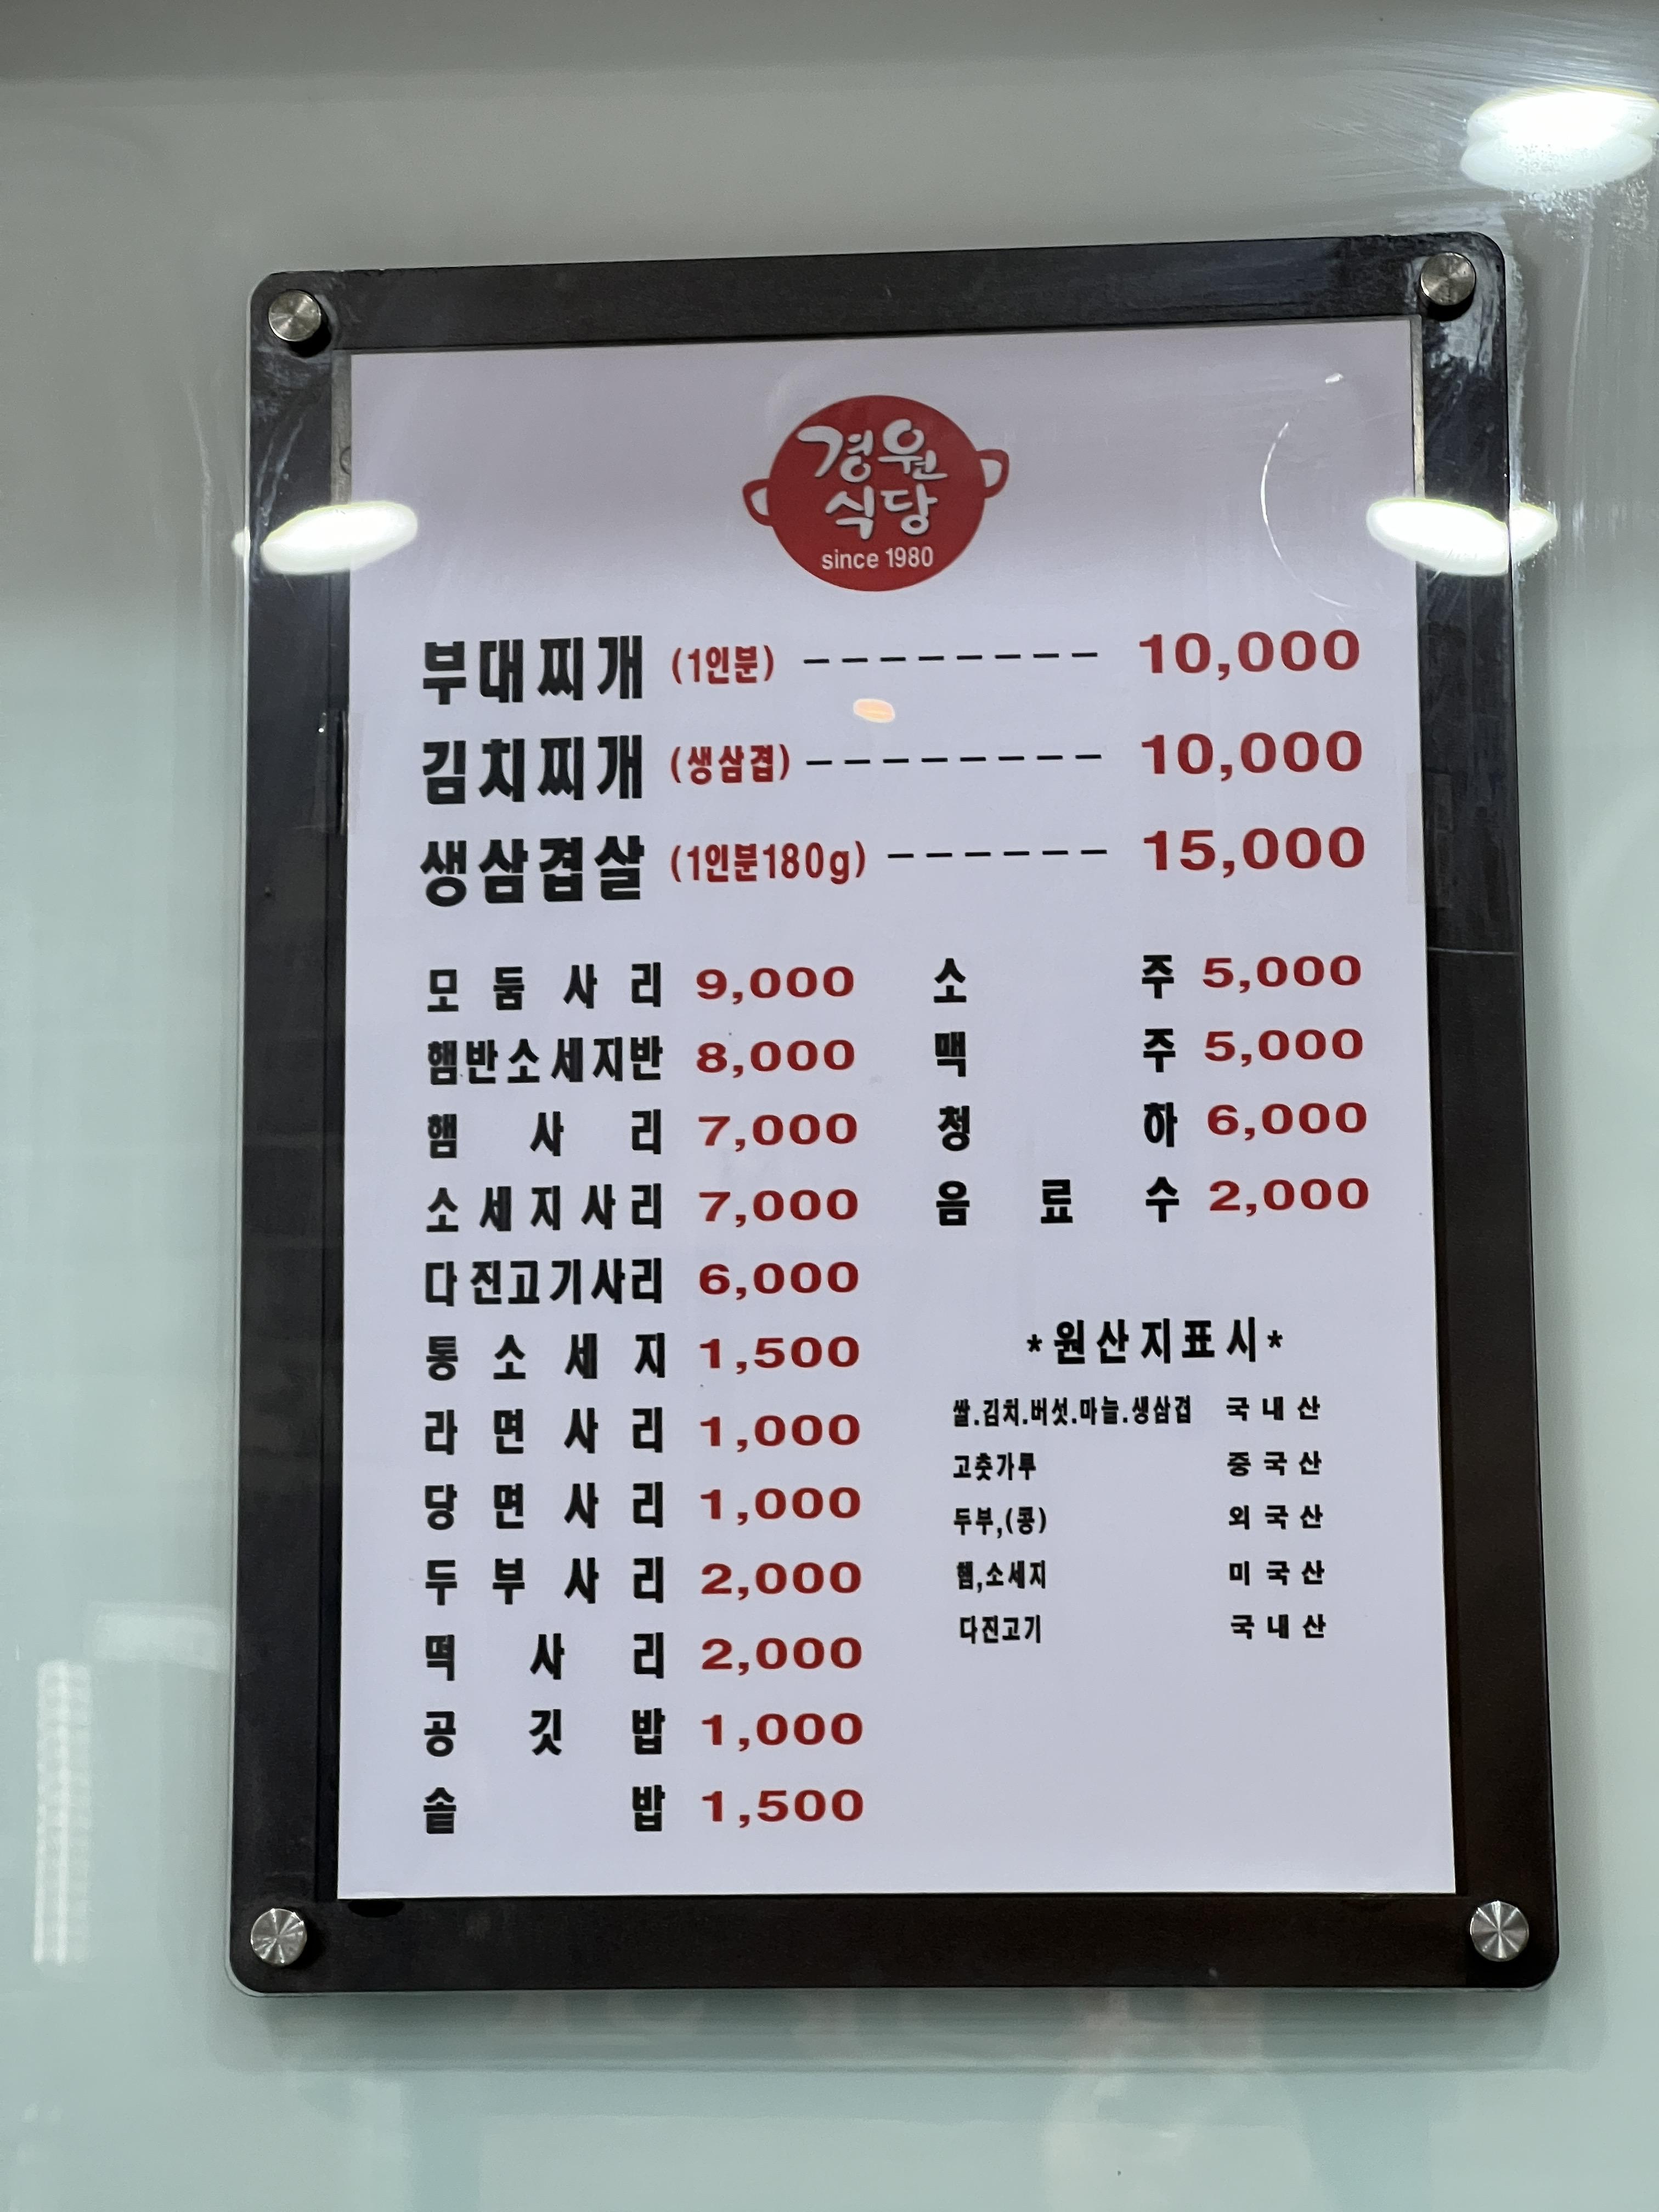 경원
식당
since 1980
부대찌개 (1인분) -------- 10,000
김치찌개 (생삼겹) -------- 10,000
생삼겹살 (1인분180g) ------ 15,000
모둠사리 9,000
햄반소세지반 8,000
햄사리 7,000
소세지사리 7,000
다진고기사리 6,000
통소세지 1,500
라면사리 1,000
당면사리 1,000
두부사리 2,000
떡사리 2,000
공깃밥 1,000
솥밥 1,500
소주 5,000
맥주 5,000
청하 6,000
음료수 2,000
*원산지표시*
쌀.김치.버섯.마늘.생삼겹 국내산
고춧가루 중국산
두부,(콩) 외국산
햄,소세지 미국산
다진고기 국내산